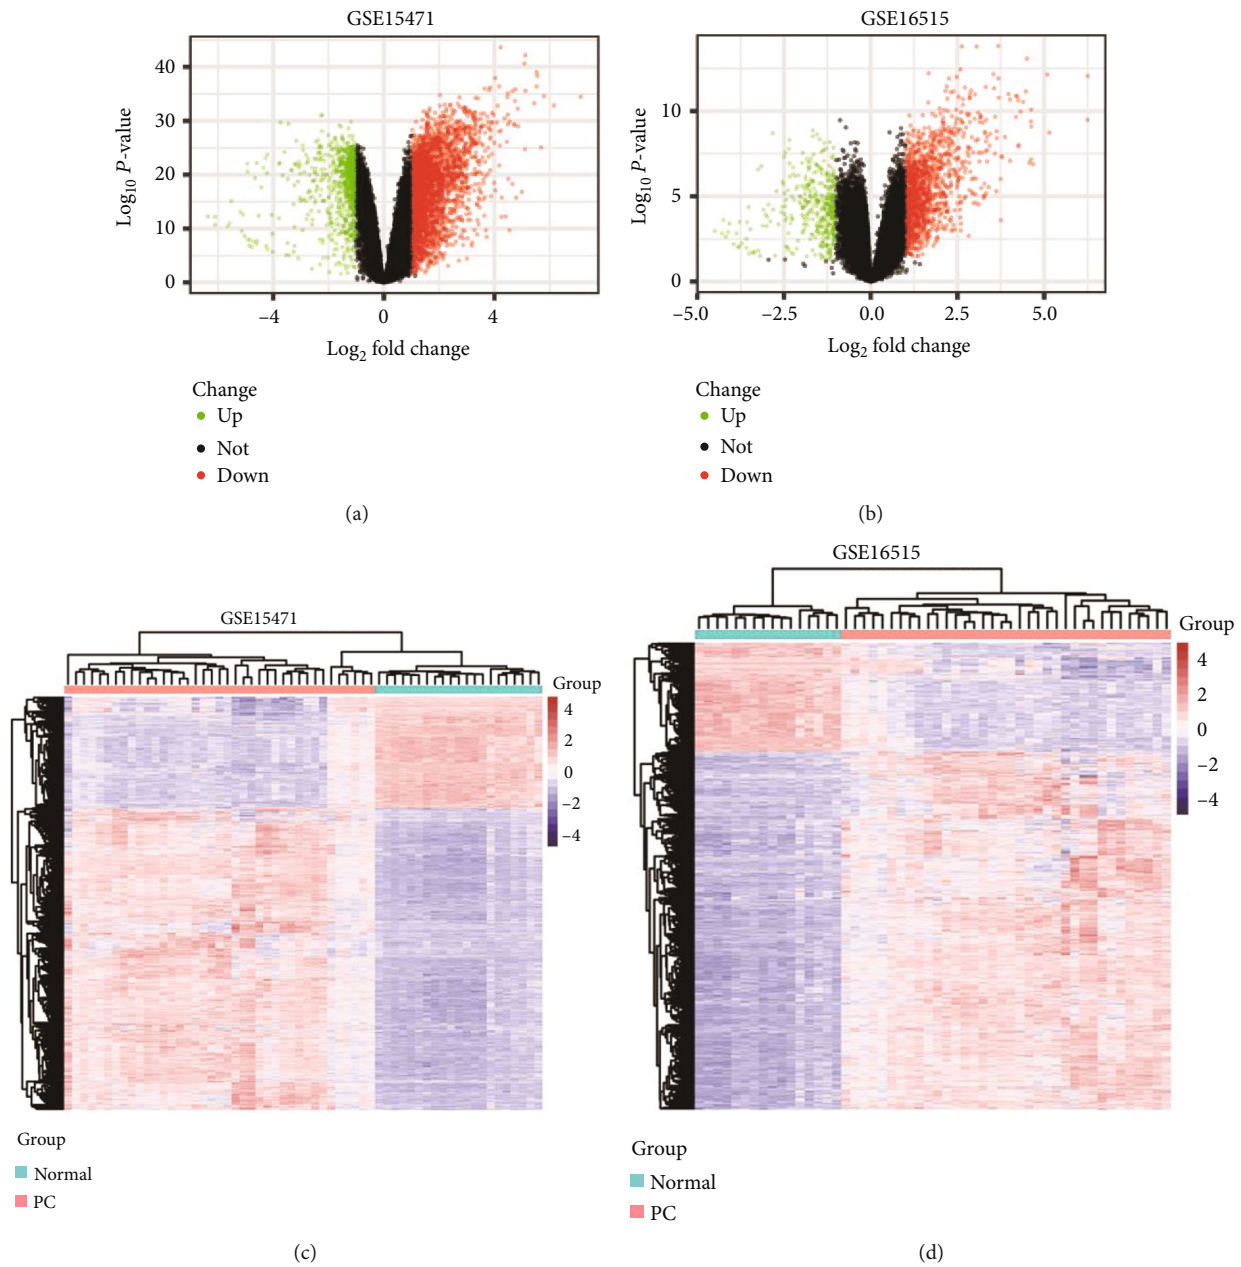 GSE15471
40
30
20
10
0
Log10 P-value
−4
0
4
Log2 fold change
Change
Up
Not
Down
(a)
GSE16515
10
5
0
Log10 P-value
−5.0
−2.5
0.0
2.5
5.0
Log2 fold change
Change
Up
Not
Down
(b)
GSE15471
Group
4
2
0
−2
−4
Group
Normal
PC
(c)
GSE16515
Group
4
2
0
−2
−4
Group
Normal
PC
(d)